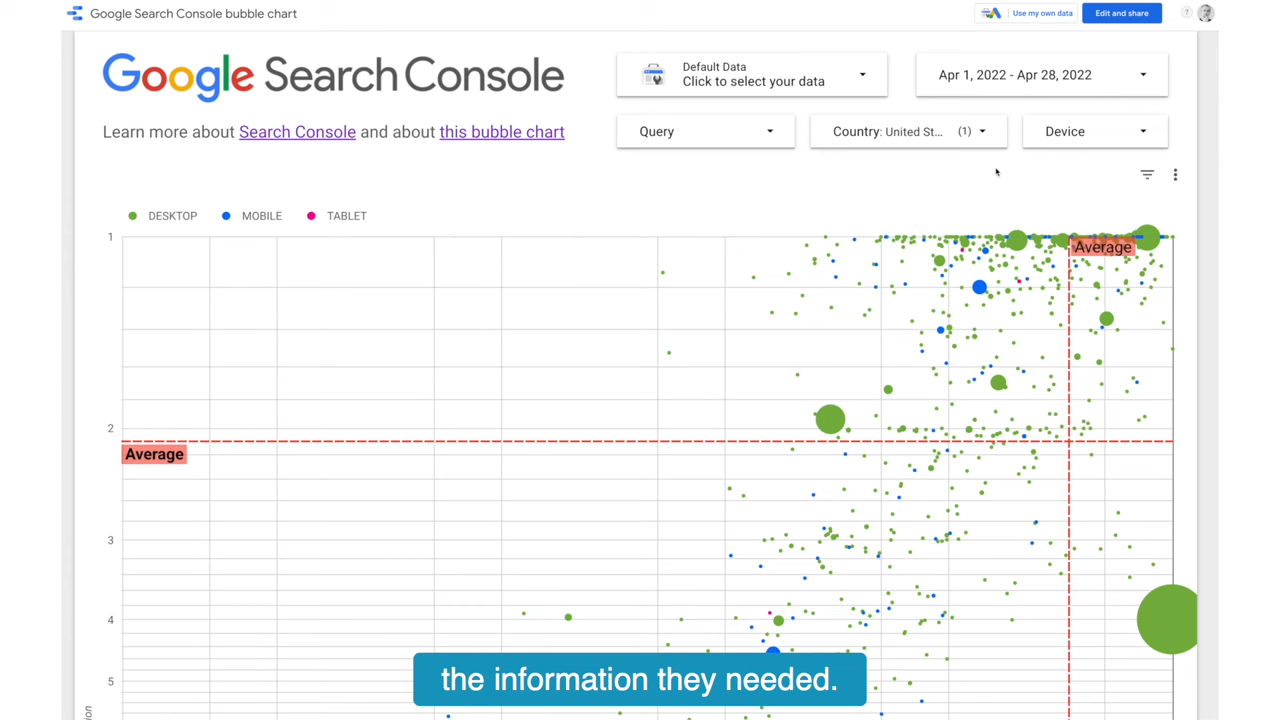 Google Search Console bubble chart
Use my own data
Edit and share
?
Google Search Console
Default Data
Click to select your data
Apr 1, 2022 - Apr 28, 2022
Learn more about Search Console and about this bubble chart
Query
Country: United St... (1)
Device
DESKTOP
MOBILE
TABLET
1
Average
2
Average
3
4
5
the information they needed.